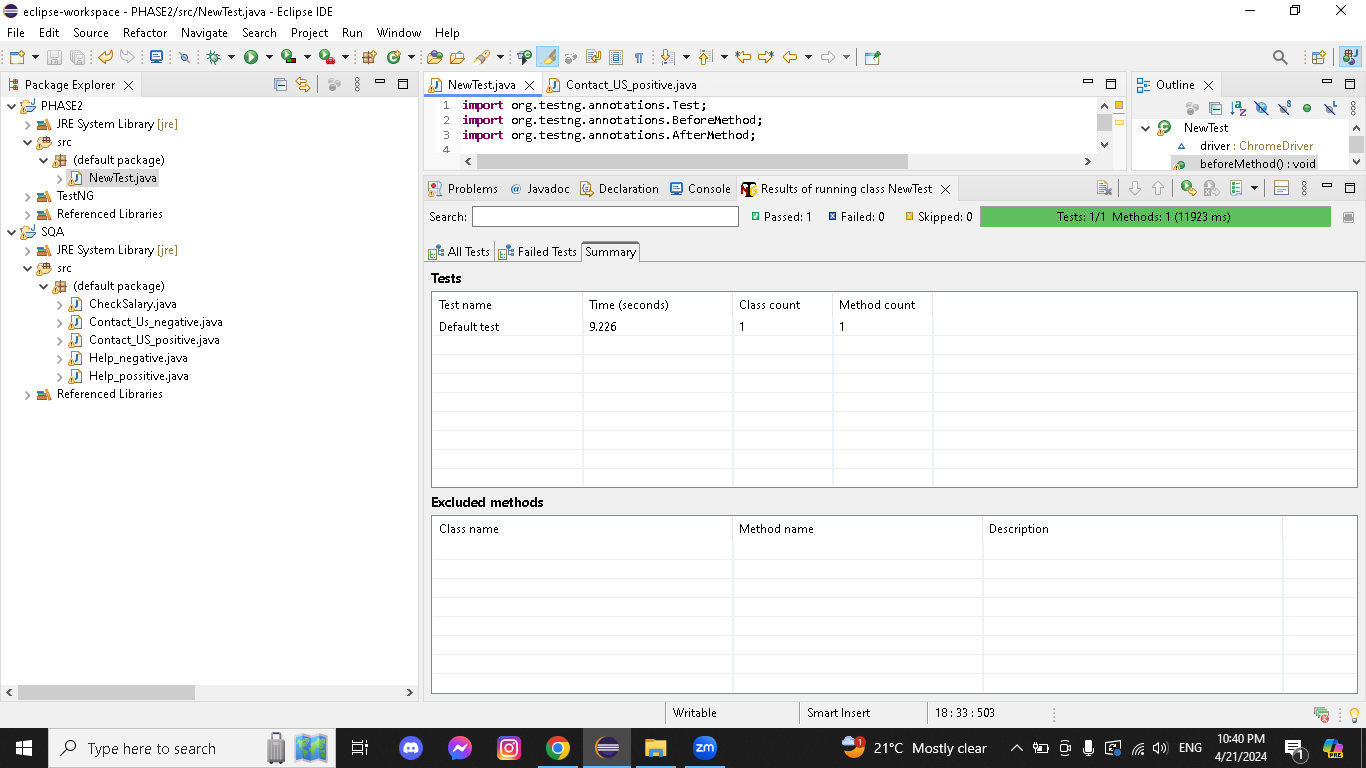 eclipse-workspace - PHASE2/src/NewTest.java - Eclipse IDE
File Edit Source Refactor Navigate Search Project Run Window Help
Package Explorer
PHASE2
JRE System Library [jre]
src
(default package)
NewTest.java
TestNG
Referenced Libraries
SQA
JRE System Library [jre]
src
(default package)
CheckSalary.java
Contact_Us_negative.java
Contact_US_positive.java
Help_negative.java
Help_possitive.java
Referenced Libraries
NewTest.java Contact_US_positive.java
1 import org.testng.annotations.Test;
2 import org.testng.annotations.BeforeMethod;
3 import org.testng.annotations.AfterMethod;
4
Outline
NewTest
driver : ChromeDriver
beforeMethod() : void
Problems @ Javadoc Declaration Console Results of running class NewTest
Search: Passed: 1 Failed: 0 Skipped: 0 Tests: 1/1 Methods: 1 (11923 ms)
All Tests Failed Tests Summary
Tests
Test name Time (seconds) Class count Method count
Default test 9.226 1 1
Excluded methods
Class name Method name Description
Writable Smart Insert 18 : 33 : 503
Type here to search
zm
21°C Mostly clear
ENG
10:40 PM
4/21/2024
1
PRE